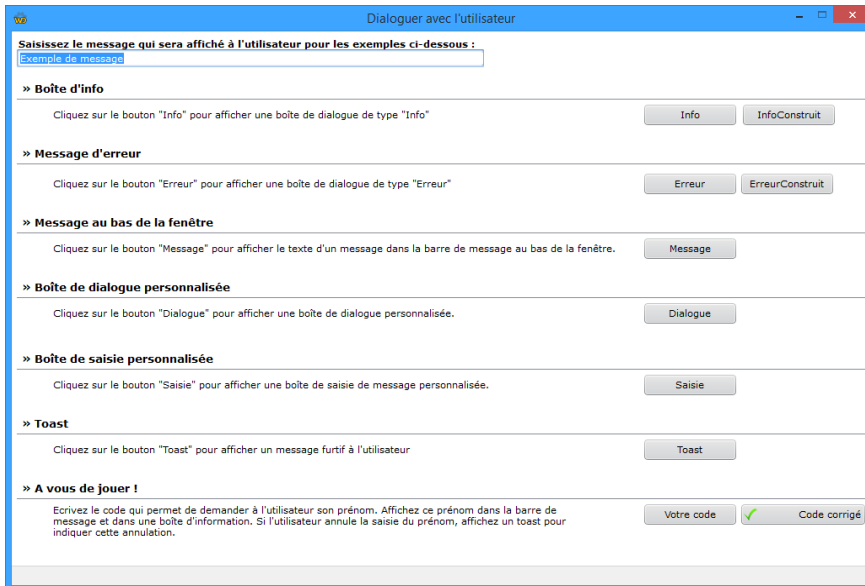 Dialoguer avec l'utilisateur
Saisissez le message qui sera affiché à l'utilisateur pour les exemples ci-dessous :
Exemple de message
» Boîte d'info
Cliquez sur le bouton "Info" pour afficher une boîte de dialogue de type "Info"
Info
InfoConstruit
» Message d'erreur
Cliquez sur le bouton "Erreur" pour afficher une boîte de dialogue de type "Erreur"
Erreur
ErreurConstruit
» Message au bas de la fenêtre
Cliquez sur le bouton "Message" pour afficher le texte d'un message dans la barre de message au bas de la fenêtre.
Message
» Boîte de dialogue personnalisée
Cliquez sur le bouton "Dialogue" pour afficher une boîte de dialogue personnalisée.
Dialogue
» Boîte de saisie personnalisée
Cliquez sur le bouton "Saisie" pour afficher une boîte de saisie de message personnalisée.
Saisie
» Toast
Cliquez sur le bouton "Toast" pour afficher un message furtif à l'utilisateur
Toast
» A vous de jouer !
Ecrivez le code qui permet de demander à l'utilisateur son prénom. Affichez ce prénom dans la barre de
message et dans une boîte d'information. Si l'utilisateur annule la saisie du prénom, affichez un toast pour
indiquer cette annulation.
Votre code
Code corrigé